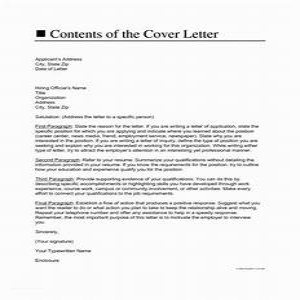 Contents of the Cover Letter
Applicant's Address
City, State Zip
Date of Letter
Hiring Official's Name
Title
Organization
Address
City, State Zip
Salutation: (Address the letter to a specific person)
First Paragraph: State the reason for the letter. If you are writing a letter of application, state the
specific position for which you are applying and indicate where you learned about the position
(career center, news media, friend, employment service, newspaper). State why you are
interested in the position. If you are writing a letter of inquiry, state the specific job in which you are
interested and why you are interested in working for this organization. While writing either
type of letter, try to attract the employer's attention in an interesting yet professional manner.
Second Paragraph: Refer to your resume. Summarize your qualifications without detailing the
information provided in your resume. If you know the requirements for the position, try to outline
how your education and experience qualify you for the position.
Third Paragraph: Provide supportive evidence of your qualifications. You can do this by
describing specific accomplishments or highlighting skills you have developed through work
experience, course work, campus or community involvement, or other activities. Make every
effort to connect your qualifications to the job requirements.
Final Paragraph: Establish a flow of action that produces a positive response. Suggest what you
want the reader to do or what action you plan to take to keep the relationship alive and moving.
Repeat your telephone number and offer any assistance to help in a speedy response.
Remember, the most important purpose of this letter is to motivate the employer to interview
you.
Sincerely,
(Your signature)
Your Typewritten Name
Enclosure